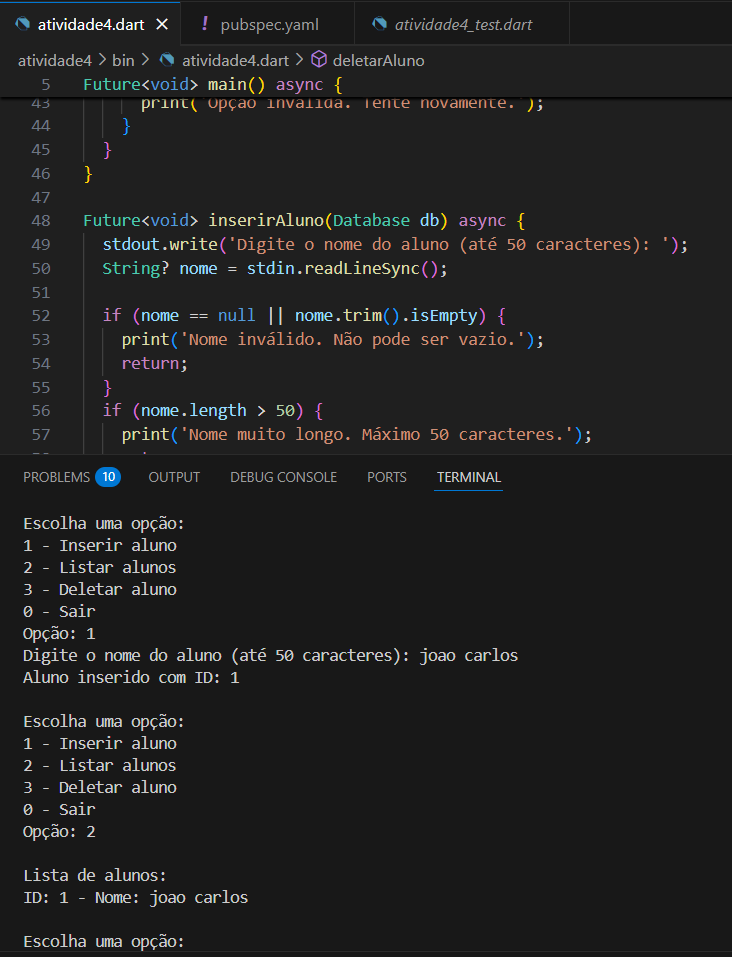 atividade4.dart
! pubspec.yaml
atividade4_test.dart
atividade4 > bin > atividade4.dart > deletarAluno
5 Future<void> main() async {
43 print('Opção inválida. Tente novamente.');
44 }
45 }
46 }
47
48 Future<void> inserirAluno(Database db) async {
49 stdout.write('Digite o nome do aluno (até 50 caracteres): ');
50 String? nome = stdin.readLineSync();
51
52 if (nome == null || nome.trim().isEmpty) {
53 print('Nome inválido. Não pode ser vazio.');
54 return;
55 }
56 if (nome.length > 50) {
57 print('Nome muito longo. Máximo 50 caracteres.');
PROBLEMS 10 OUTPUT DEBUG CONSOLE PORTS TERMINAL
Escolha uma opção:
1 - Inserir aluno
2 - Listar alunos
3 - Deletar aluno
0 - Sair
Opção: 1
Digite o nome do aluno (até 50 caracteres): joao carlos
Aluno inserido com ID: 1
Escolha uma opção:
1 - Inserir aluno
2 - Listar alunos
3 - Deletar aluno
0 - Sair
Opção: 2
Lista de alunos:
ID: 1 - Nome: joao carlos
Escolha uma opção: